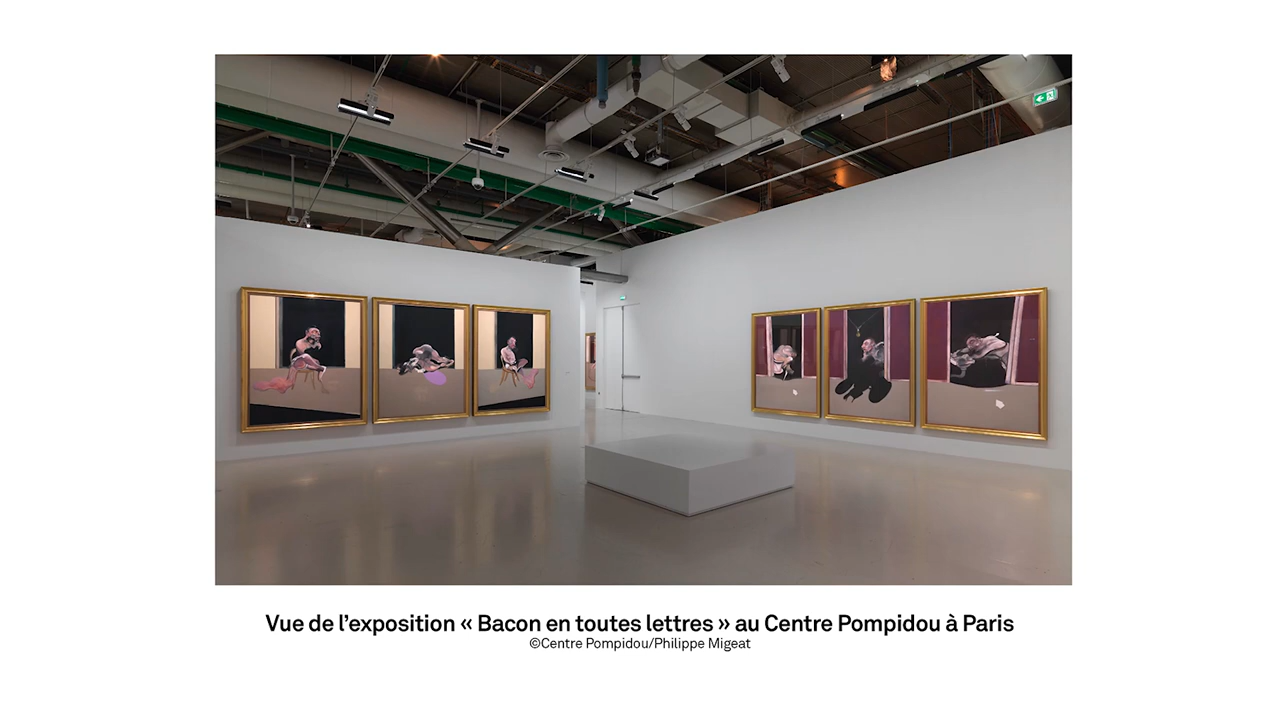 Vue de l’exposition « Bacon en toutes lettres » au Centre Pompidou à Paris
©Centre Pompidou/Philippe Migeat